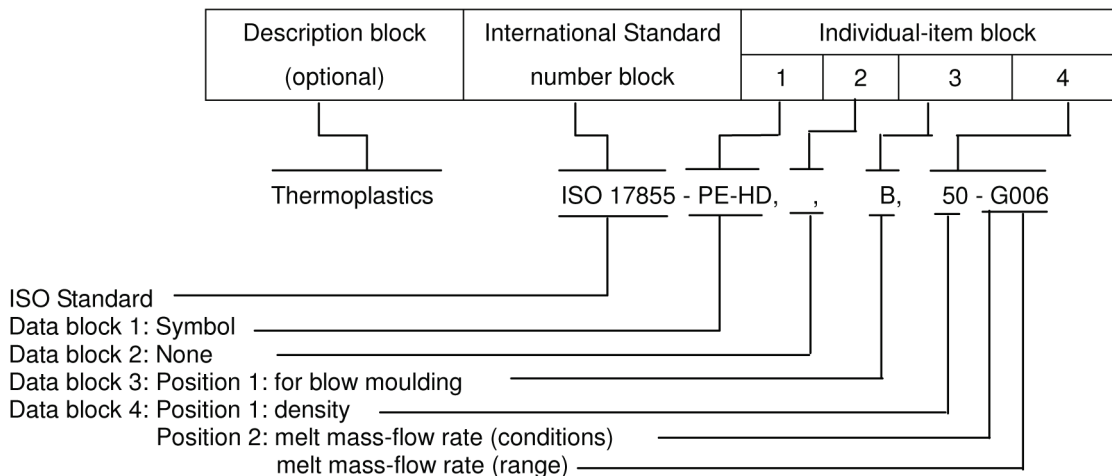 Description block International Standard Individual-item block
(optional) number block 1 2 3 4
Thermoplastics ISO 17855 - PE-HD, , B, 50 - G006
ISO Standard
Data block 1: Symbol
Data block 2: None
Data block 3: Position 1: for blow moulding
Data block 4: Position 1: density
Position 2: melt mass-flow rate (conditions)
melt mass-flow rate (range)